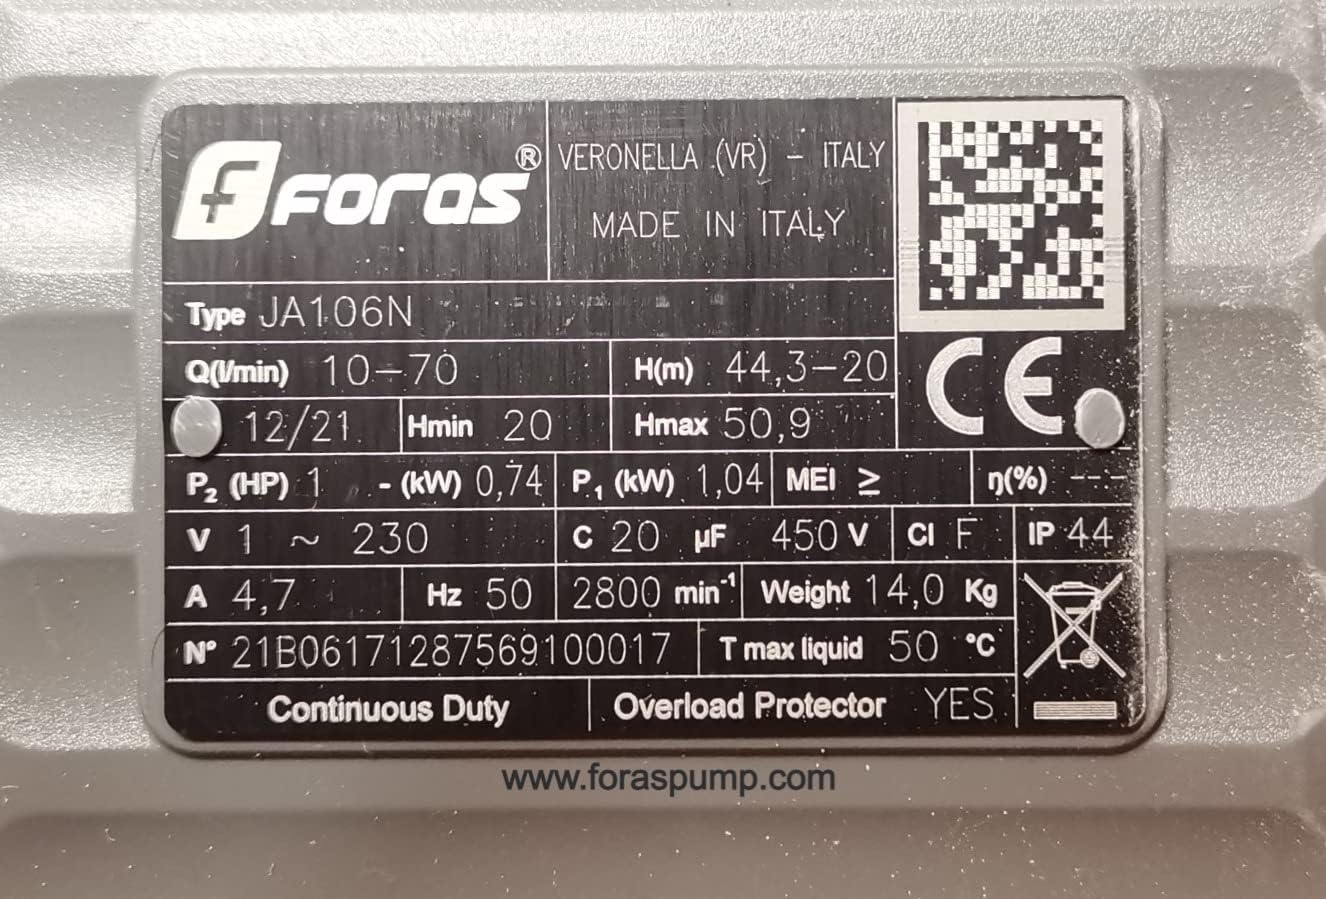 foras®
VERONELLA (VR) - ITALY
MADE IN ITALY
Type JA106N
Q(l/min) 10-70 H(m) 44,3-20
12/21 Hmin 20 Hmax 50,9
P2 (HP) 1 - (kW) 0,74 P1 (kW) 1,04 MEI ≥ η(%) ---
V 1 ~ 230 C 20 µF 450 V Cl F IP 44
A 4,7 Hz 50 2800 min⁻¹ Weight 14,0 Kg
N° 21B061712875691​00017 T max liquid 50 °C
Continuous Duty Overload Protector YES
CE
www.foraspump.com